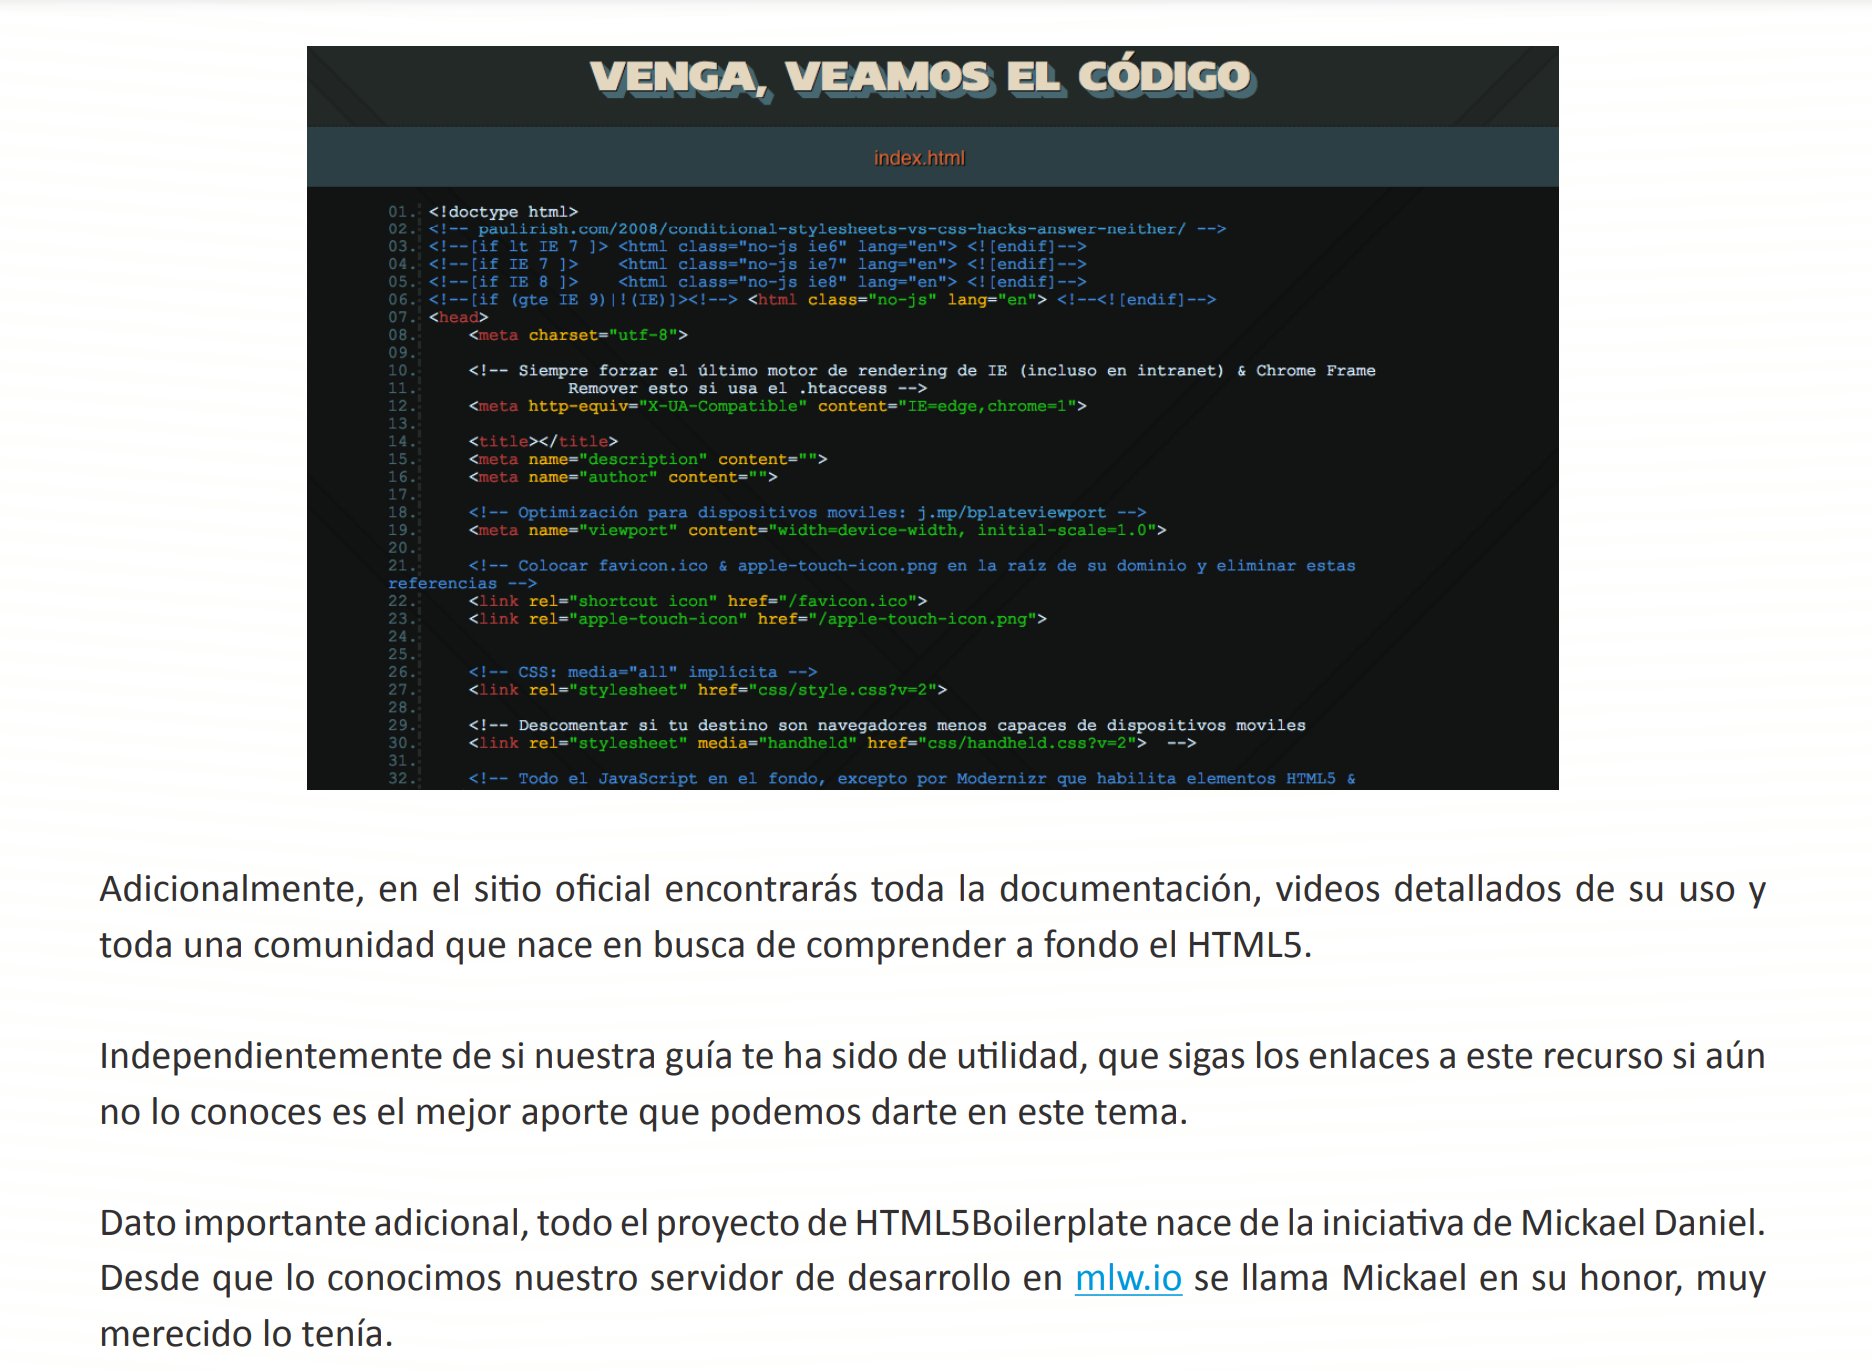 VENGA, VEAMOS EL CÓDIGO
index.html
01. <!doctype html>
02. <!-- paulirish.com/2008/conditional-stylesheets-vs-css-hacks-answer-neither/ -->
03. <!--[if lt IE 7 ]> <html class="no-js ie6" lang="en"> <![endif]-->
04. <!--[if IE 7 ]>    <html class="no-js ie7" lang="en"> <![endif]-->
05. <!--[if IE 8 ]>    <html class="no-js ie8" lang="en"> <![endif]-->
06. <!--[if (gte IE 9)|!(IE)]><!--> <html class="no-js" lang="en"> <!--<![endif]-->
07. <head>
08.     <meta charset="utf-8">
09.
10.     <!-- Siempre forzar el último motor de rendering de IE (incluso en intranet) & Chrome Frame
11.               Remover esto si usa el .htaccess -->
12.     <meta http-equiv="X-UA-Compatible" content="IE=edge,chrome=1">
13.
14.     <title></title>
15.     <meta name="description" content="">
16.     <meta name="author" content="">
17.
18.     <!-- Optimización para dispositivos moviles: j.mp/bplateviewport -->
19.     <meta name="viewport" content="width=device-width, initial-scale=1.0">
20.
21.     <!-- Colocar favicon.ico & apple-touch-icon.png en la raíz de su dominio y eliminar estas
referencias -->
22.     <link rel="shortcut icon" href="/favicon.ico">
23.     <link rel="apple-touch-icon" href="/apple-touch-icon.png">
24.
25.
26.     <!-- CSS: media="all" implícita -->
27.     <link rel="stylesheet" href="css/style.css?v=2">
28.
29.     <!-- Descomentar si tu destino son navegadores menos capaces de dispositivos moviles
30.     <link rel="stylesheet" media="handheld" href="css/handheld.css?v=2">  -->
31.
32.     <!-- Todo el JavaScript en el fondo, excepto por Modernizr que habilita elementos HTML5 &
Adicionalmente, en el sitio oficial encontrarás toda la documentación, videos detallados de su uso y
toda una comunidad que nace en busca de comprender a fondo el HTML5.
Independientemente de si nuestra guía te ha sido de utilidad, que sigas los enlaces a este recurso si aún
no lo conoces es el mejor aporte que podemos darte en este tema.
Dato importante adicional, todo el proyecto de HTML5Boilerplate nace de la iniciativa de Mickael Daniel.
Desde que lo conocimos nuestro servidor de desarrollo en mlw.io se llama Mickael en su honor, muy
merecido lo tenía.